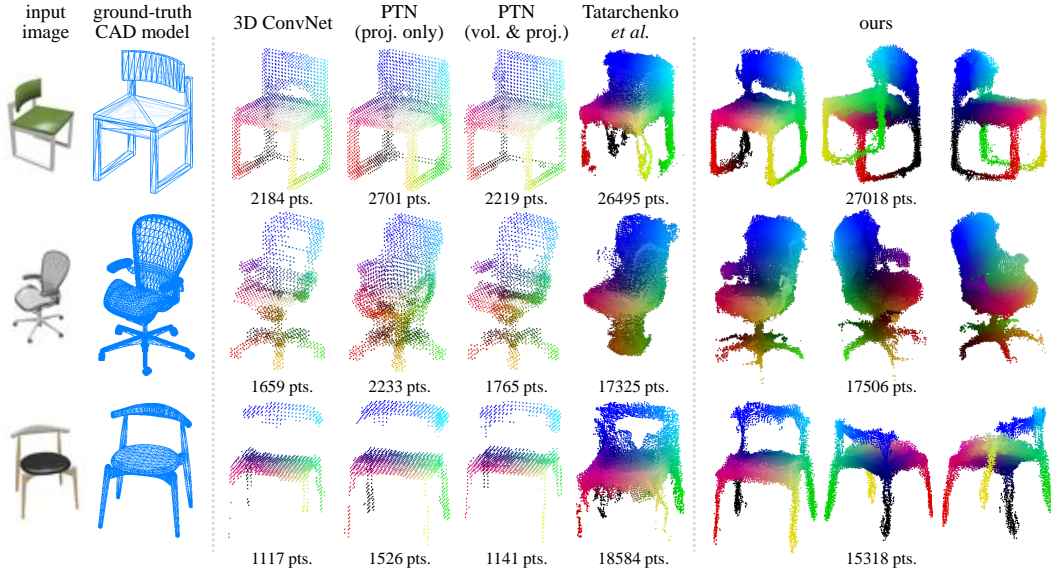 input image
ground-truth CAD model
3D ConvNet
PTN (proj. only)
PTN (vol. & proj.)
Tatarchenko et al.
ours
2184 pts.
2701 pts.
2219 pts.
26495 pts.
27018 pts.
1659 pts.
2233 pts.
1765 pts.
17325 pts.
17506 pts.
1117 pts.
1526 pts.
1141 pts.
18584 pts.
15318 pts.